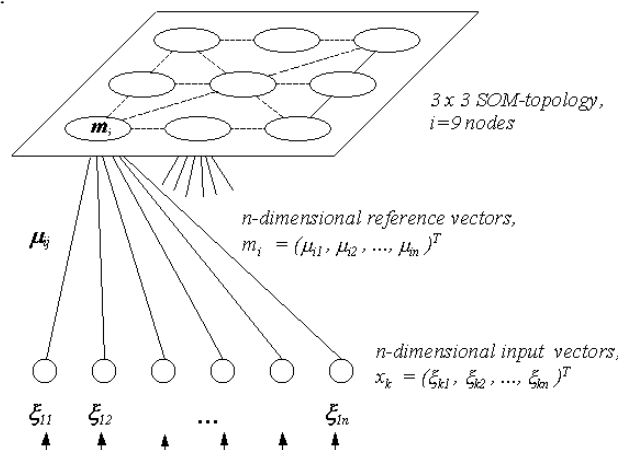 m_i
3 x 3 SOM-topology,
i=9 nodes
n-dimensional reference vectors,
m_i = (μ_i1, μ_i2, ..., μ_in)^T
μ_ij
n-dimensional input vectors,
x_k = (ξ_k1, ξ_k2, ..., ξ_kn)^T
ξ_11 ξ_12 ... ξ_1n